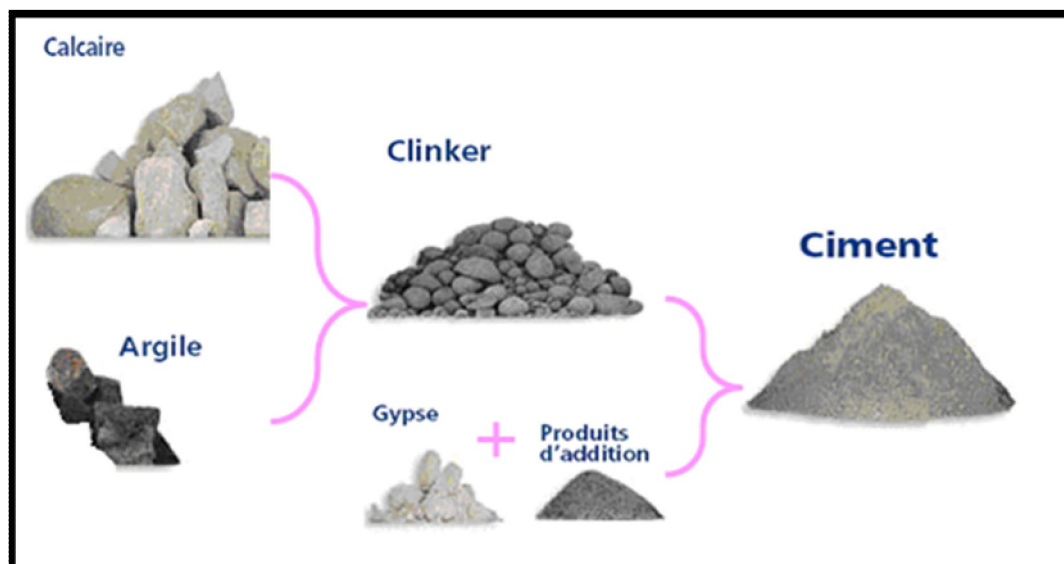 Calcaire
Clinker
Ciment
Argile
Gypse
+
Produits
d'addition